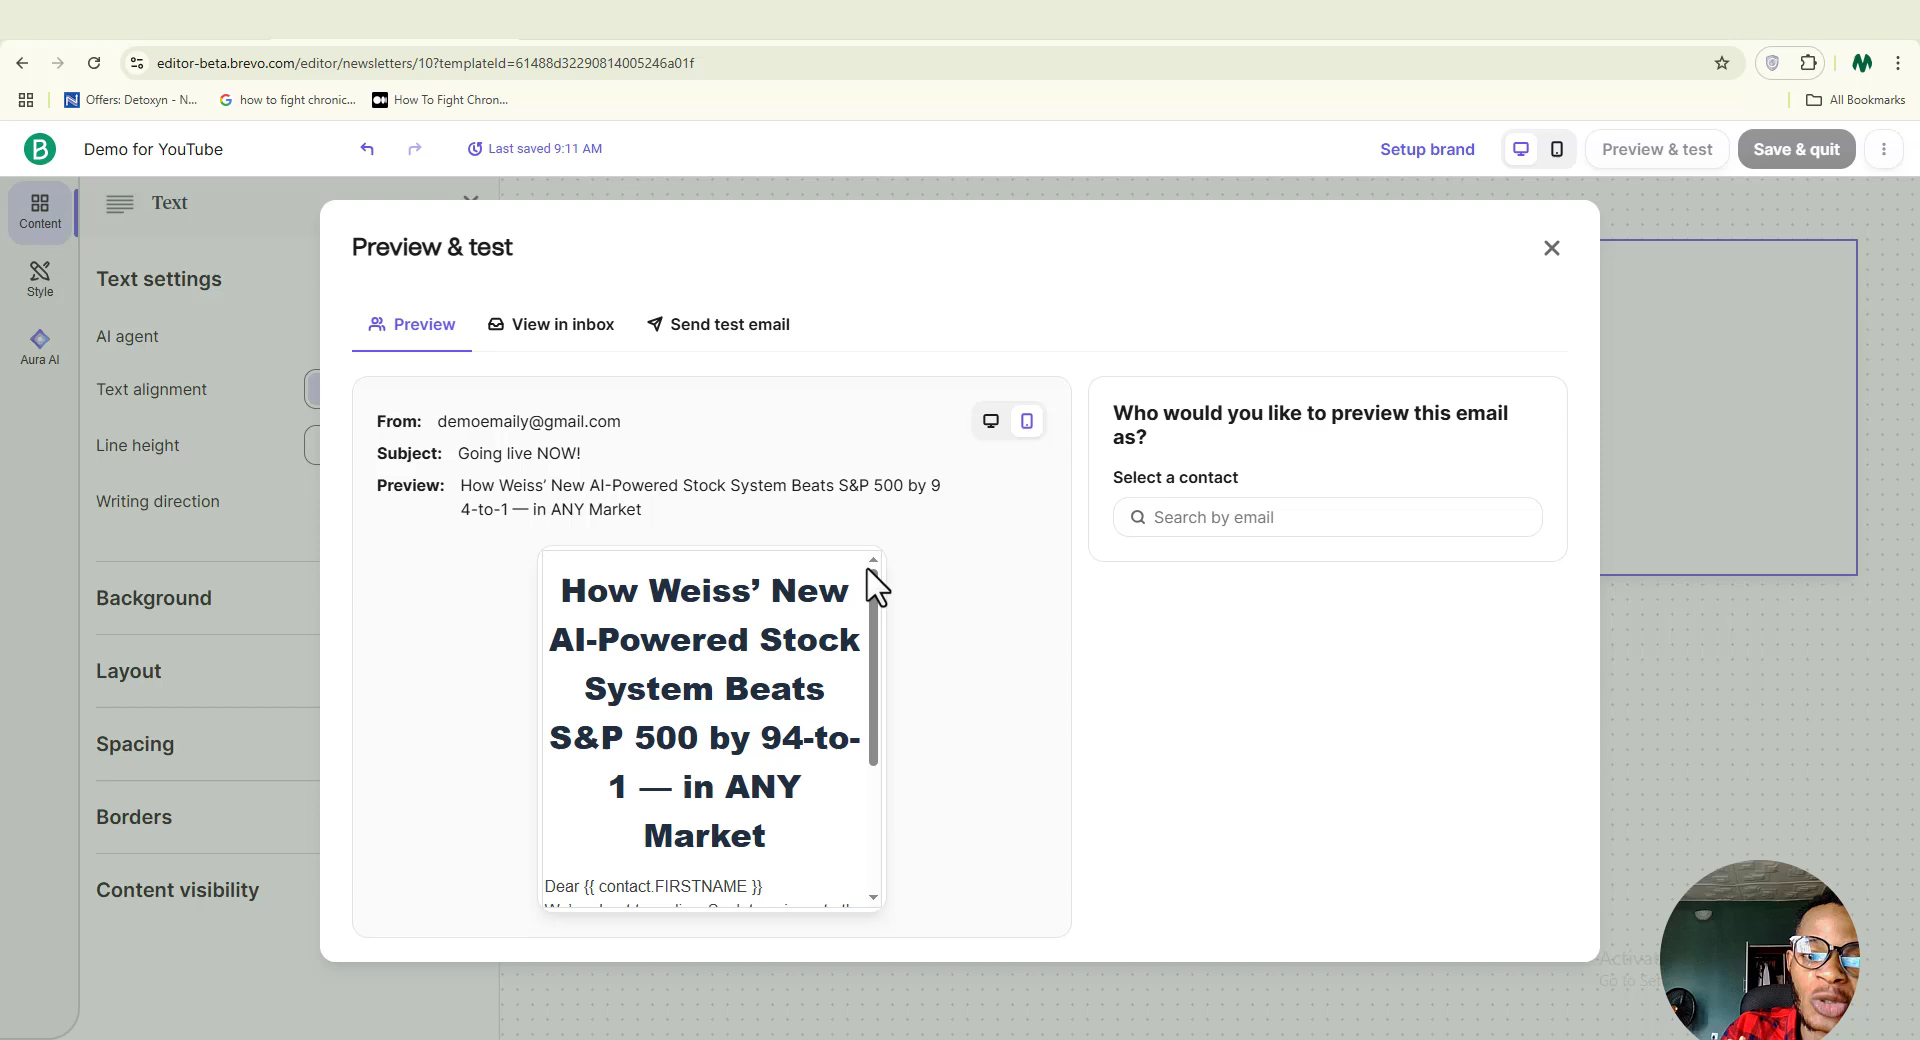 editor-beta.brevo.com/editor/newsletters/10?templateId=61488d32290814005246a01f
Offers: Detoxyn - N...
how to fight chronic...
How To Fight Chron...
All Bookmarks
B
Demo for YouTube
Last saved 9:11 AM
Setup brand
Preview & test
Save & quit
Content
Style
Aura AI
Text
Text settings
AI agent
Text alignment
Line height
Writing direction
Background
Layout
Spacing
Borders
Content visibility
Preview & test
Preview
View in inbox
Send test email
From: demoemaily@gmail.com
Subject: Going live NOW!
Preview: How Weiss’ New AI-Powered Stock System Beats S&P 500 by 9
4-to-1 — in ANY Market
How Weiss’ New
AI-Powered Stock
System Beats
S&P 500 by 94-to-
1 — in ANY
Market
Dear {{ contact.FIRSTNAME }}
Who would you like to preview this email
as?
Select a contact
Search by email